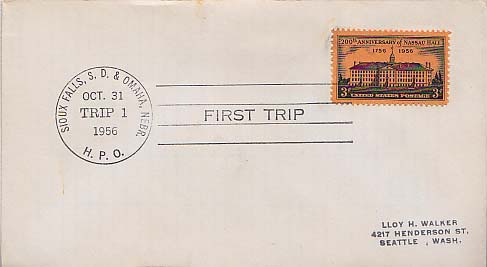 200th ANNIVERSARY of NASSAU HALL
1756 1956
3¢ UNITED STATES POSTAGE 3¢
SIOUX FALLS, S. D. & OMAHA, NEBR.
OCT. 31
TRIP 1
1956
H. P. O.
FIRST TRIP
LLOY H. WALKER
4217 HENDERSON ST.
SEATTLE , WASH.